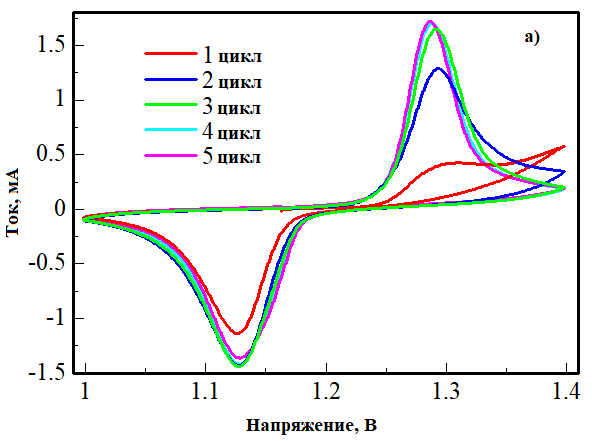 а)
1 цикл
2 цикл
3 цикл
4 цикл
5 цикл
Ток, мА
1.5
1
0.5
0
-0.5
-1
-1.5
1
1.1
1.2
1.3
1.4
Напряжение, В